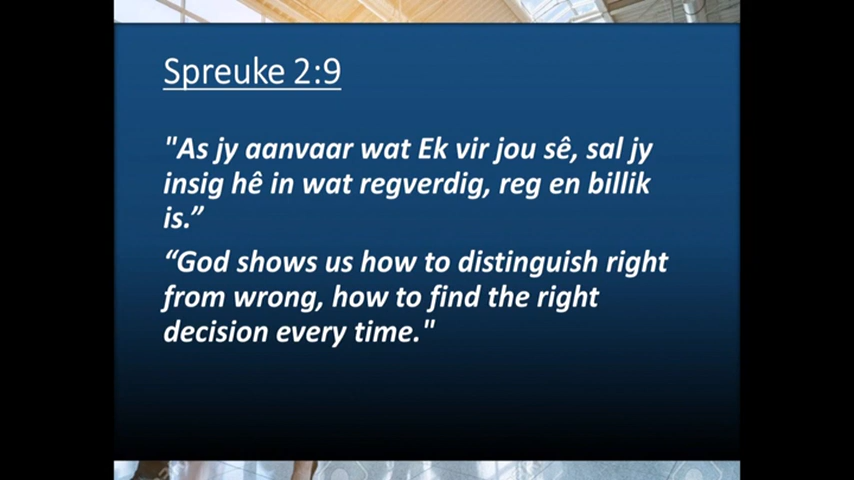 Spreuke 2:9
"As jy aanvaar wat Ek vir jou sê, sal jy
insig hê in wat regverdig, reg en billik
is.”
“God shows us how to distinguish right
from wrong, how to find the right
decision every time."